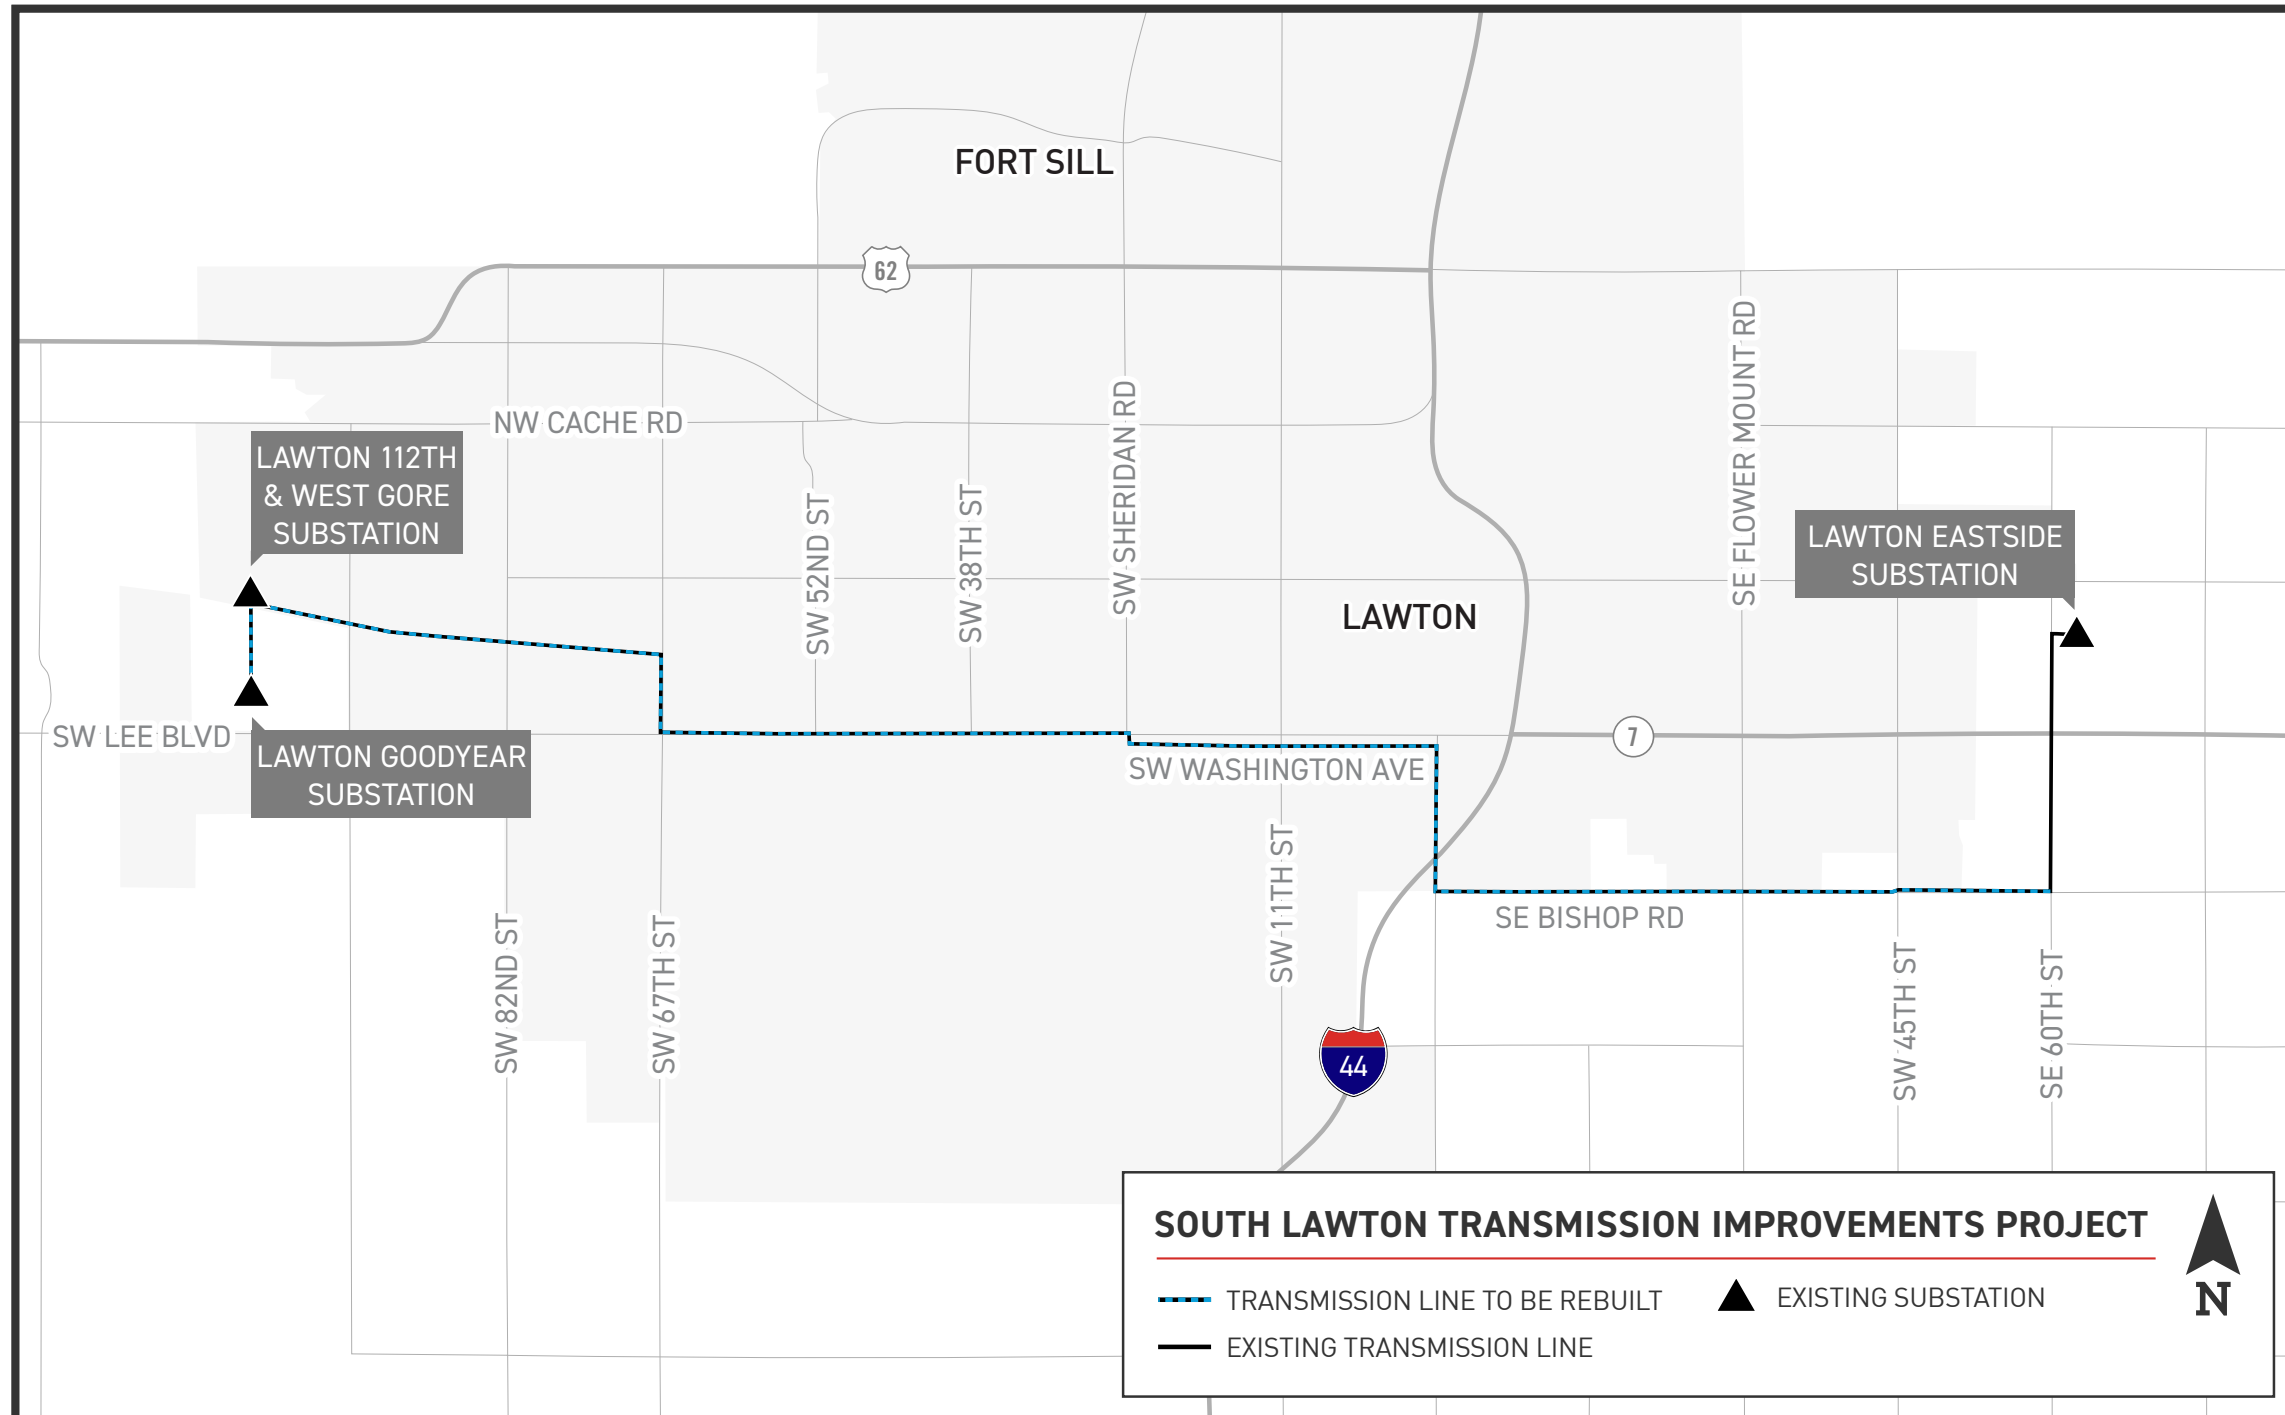 FORT SILL
62
NW CACHE RD
SE FLOWER MOUNT RD
SW SHERIDAN RD
LAWTON 112TH
& WEST GORE
SUBSTATION
SW 52ND ST
SW 38TH ST
LAWTON EASTSIDE
SUBSTATION
LAWTON
SW LEE BLVD
7
LAWTON GOODYEAR
SUBSTATION
SW WASHINGTON AVE
SW 11TH ST
SE BISHOP RD
SW 82ND ST
SW 67TH ST
SW 45TH ST
SE 60TH ST
44
SOUTH LAWTON TRANSMISSION IMPROVEMENTS PROJECT
TRANSMISSION LINE TO BE REBUILT
EXISTING SUBSTATION
EXISTING TRANSMISSION LINE
N